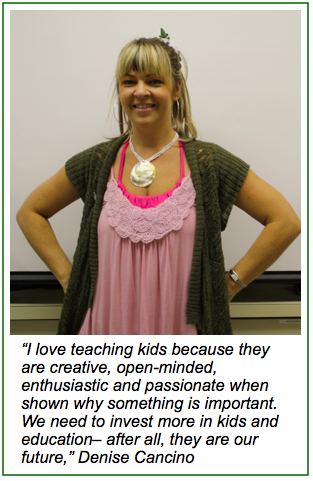 “I love teaching kids because they
are creative, open-minded,
enthusiastic and passionate when
shown why something is important.
We need to invest more in kids and
education– after all, they are our
future,” Denise Cancino